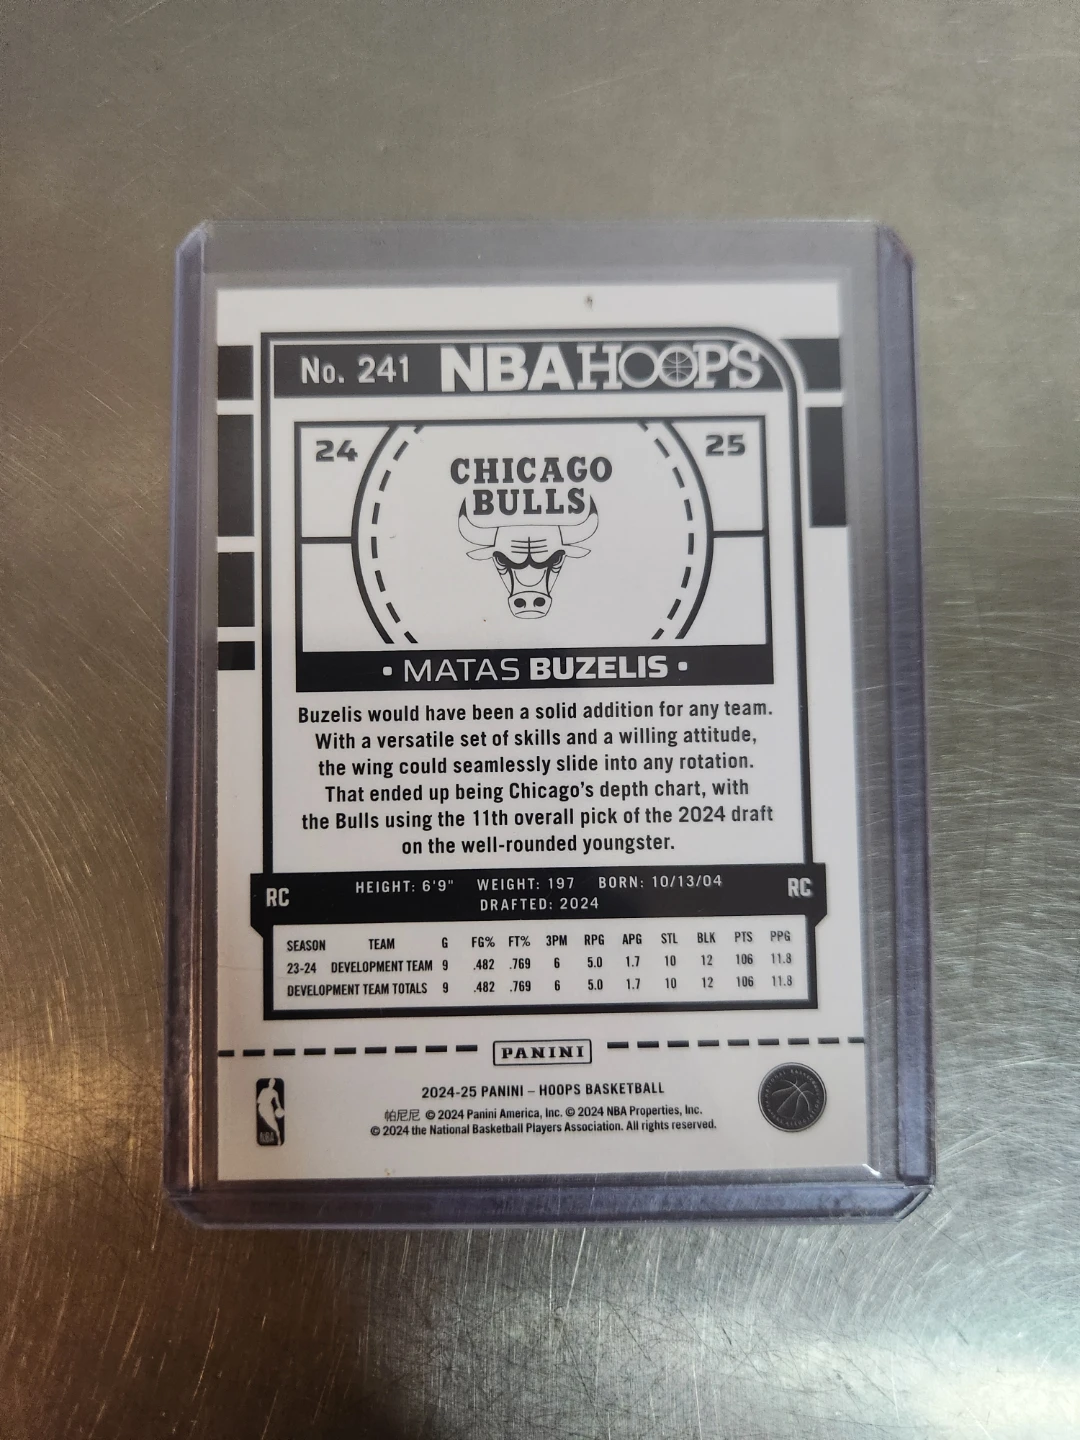 No. 241 NBA HOOPS
24 25
CHICAGO
BULLS
• MATAS BUZELIS •
Buzelis would have been a solid addition for any team.
With a versatile set of skills and a willing attitude,
the wing could seamlessly slide into any rotation.
That ended up being Chicago's depth chart, with
the Bulls using the 11th overall pick of the 2024 draft
on the well-rounded youngster.
RC HEIGHT: 6'9" WEIGHT: 197 BORN: 10/13/04 RC
DRAFTED: 2024
SEASON TEAM G FG% FT% 3PM RPG APG STL BLK PTS PPG
23-24 DEVELOPMENT TEAM 9 .482 .769 6 5.0 1.7 10 12 106 11.8
DEVELOPMENT TEAM TOTALS 9 .482 .769 6 5.0 1.7 10 12 106 11.8
PANINI
2024-25 PANINI – HOOPS BASKETBALL
帕尼尼 © 2024 Panini America, Inc. © 2024 NBA Properties, Inc.
© 2024 the National Basketball Players Association. All rights reserved.
NBA